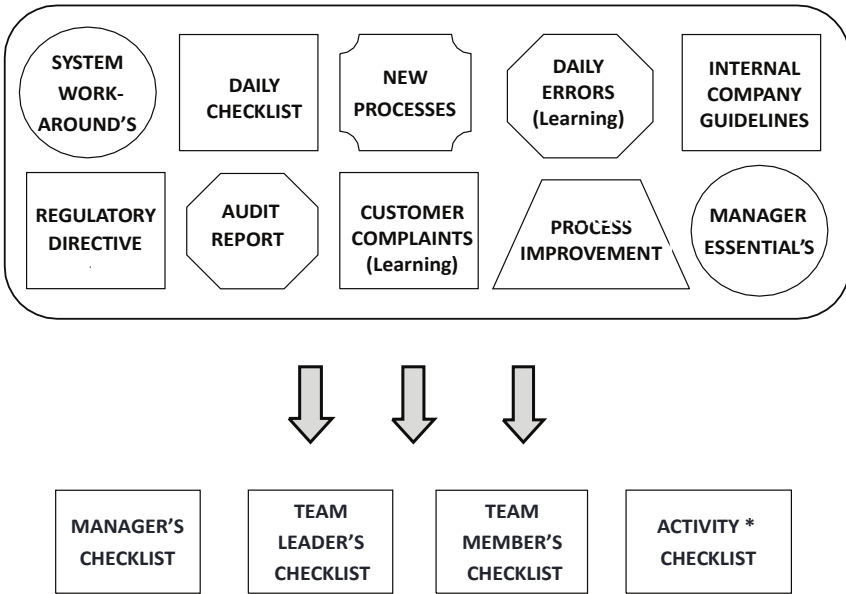 SYSTEM
WORK-
AROUND'S
DAILY
CHECKLIST
NEW
PROCESSES
DAILY
ERRORS
(Learning)
INTERNAL
COMPANY
GUIDELINES
REGULATORY
DIRECTIVE
AUDIT
REPORT
CUSTOMER
COMPLAINTS
(Learning)
PROCESS
IMPROVEMENT
MANAGER
ESSENTIAL'S
MANAGER'S
CHECKLIST
TEAM
LEADER'S
CHECKLIST
TEAM
MEMBER'S
CHECKLIST
ACTIVITY *
CHECKLIST